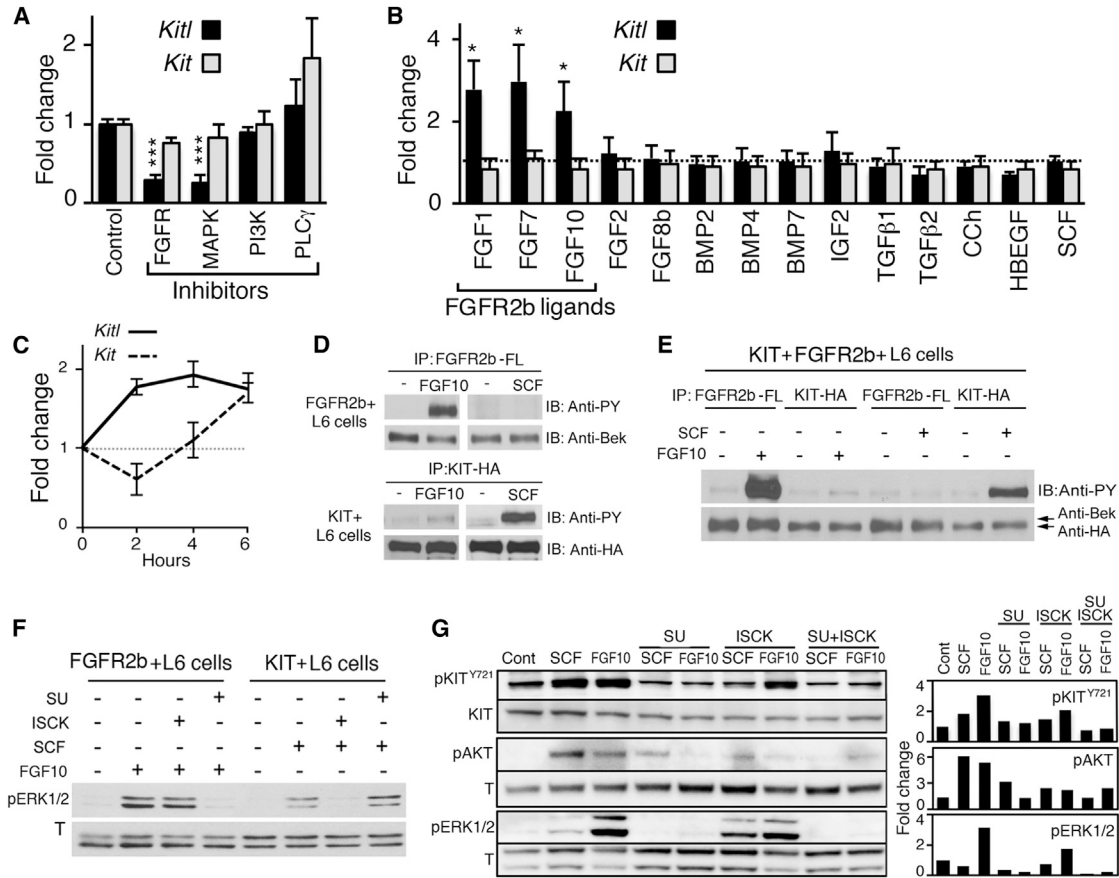 A
Fold change
2
1
0
Kitl
Kit
***
***
Control
FGFR
MAPK
PI3K
PLCγ
Inhibitors
B
Fold change
4
2
0
Kitl
Kit
*
*
*
FGF1
FGF7
FGF10
FGF2
FGF8b
BMP2
BMP4
BMP7
IGF2
TGFβ1
TGFβ2
CCh
HBEGF
SCF
FGFR2b ligands
C
Kitl
Kit
Fold change
2
1
0
0 2 4 6
Hours
D
IP:FGFR2b-FL
- FGF10 - SCF
FGFR2b+
L6 cells
IB: Anti-PY
IB: Anti-Bek
IP:KIT-HA
- FGF10 - SCF
KIT+
L6 cells
IB: Anti-PY
IB: Anti-HA
E
KIT+FGFR2b+L6 cells
IP: FGFR2b-FL KIT-HA FGFR2b-FL KIT-HA
SCF - - - - - + - +
FGF10 - + - + - - - -
IB:Anti-PY
Anti-Bek
Anti-HA
F
FGFR2b+L6 cells KIT+L6 cells
SU - - - + - - - +
ISCK - - + - - - + -
SCF - - - - - + + +
FGF10 - + + + - - - -
pERK1/2
T
G
SU ISCK SU+ISCK
Cont SCF FGF10 SCF FGF10 SCF FGF10 SCF FGF10
pKIT Y721
KIT
pAKT
T
pERK1/2
T
SU
SU ISCK ISCK
Cont SCF FGF10 SCF FGF10 SCF FGF10 SCF FGF10
Fold change
4
2
0
pKIT Y721
6
3
0
pAKT
4
2
0
pERK1/2